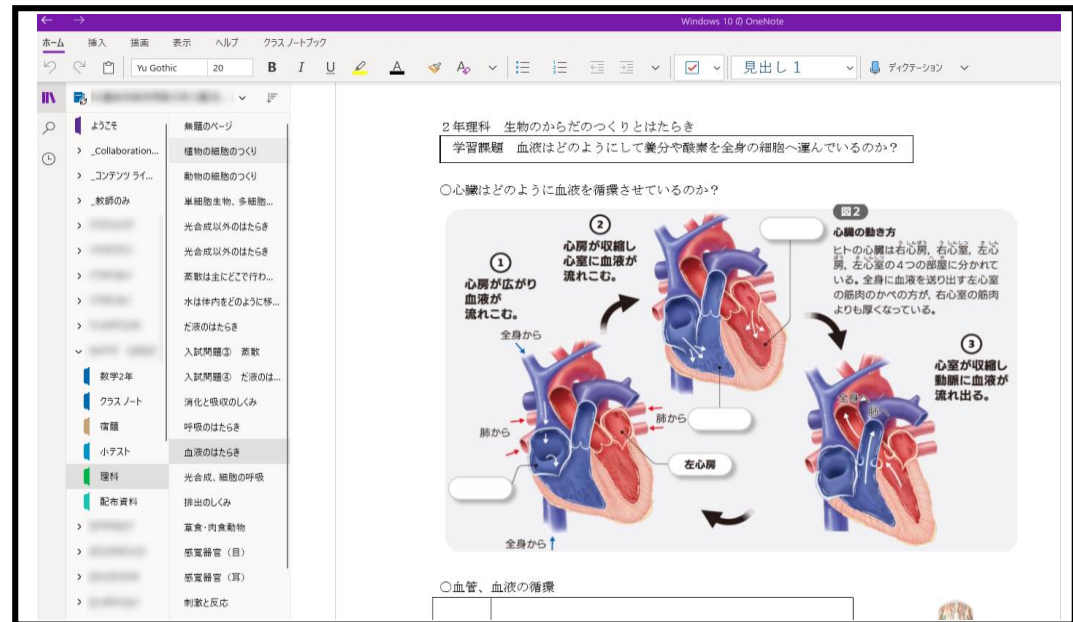 Windows 10 の OneNote
ホーム 挿入 描画 表示 ヘルプ クラス ノートブック
Yu Gothic 20 B I U A 見出し 1 ディクテーション
ようこそ
_Collaboration...
_コンテンツ ライ...
_教師のみ
数学2年
クラス ノート
宿題
小テスト
理科
配布資料
無題のページ
植物の細胞のつくり
動物の細胞のつくり
単細胞生物、多細胞...
光合成以外のはたらき
光合成以外のはたらき
蒸散は主にどこで行わ...
水は体内をどのように移...
だ液のはたらき
入試問題③ 蒸散
入試問題④ だ液のは...
消化と吸収のしくみ
呼吸のはたらき
血液のはたらき
光合成、細胞の呼吸
排出のしくみ
草食・肉食動物
感覚器官（目）
感覚器官（耳）
刺激と反応
２年理科 生物のからだのつくりとはたらき
学習課題 血液はどのようにして養分や酸素を全身の細胞へ運んでいるのか？
○心臓はどのように血液を循環させているのか？
①
心房が広がり
血液が
流れこむ。
全身から
肺から
全身から
②
心房が収縮し
心室に血液が
流れこむ。
肺から
左心房
図2
心臓の動き方
ヒトの心臓は右心房，右心室，左心
房，左心室の４つの部屋に分かれて
いる。全身に血液を送り出す左心室
の筋肉のかべの方が，右心室の筋肉
よりも厚くなっている。
③
心室が収縮し
動脈に血液が
流れ出る。
全身へ
肺へ
○血管、血液の循環